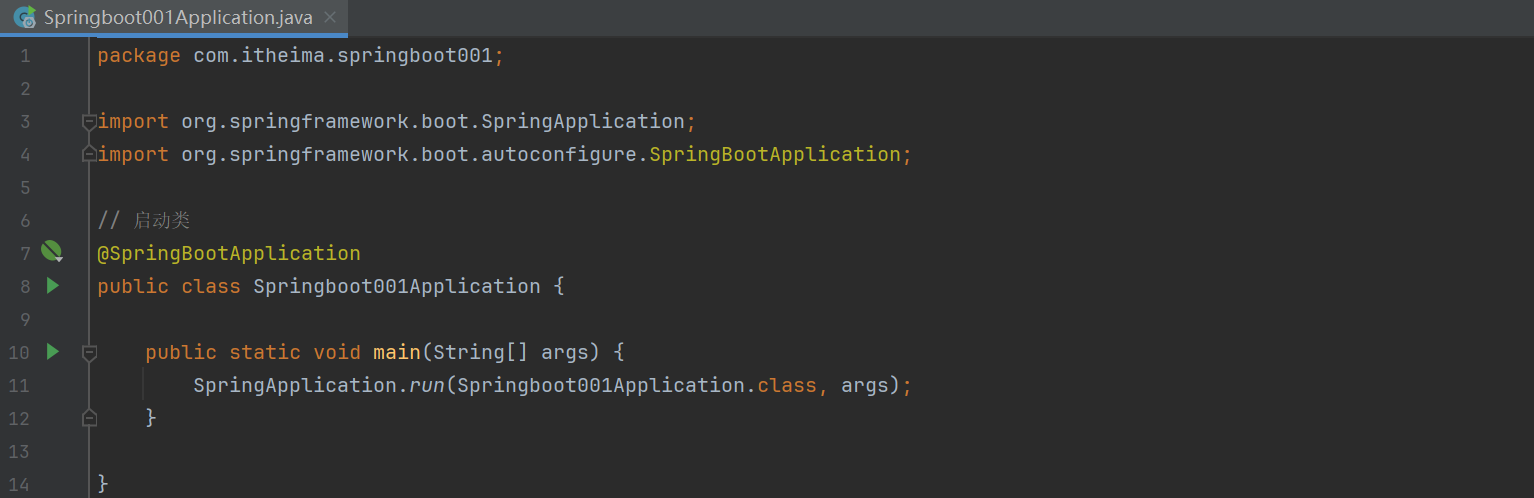 Springboot001Application.java
1 package com.itheima.springboot001;
2
3 import org.springframework.boot.SpringApplication;
4 import org.springframework.boot.autoconfigure.SpringBootApplication;
5
6 // 启动类
7 @SpringBootApplication
8 public class Springboot001Application {
9
10 public static void main(String[] args) {
11 SpringApplication.run(Springboot001Application.class, args);
12 }
13
14 }